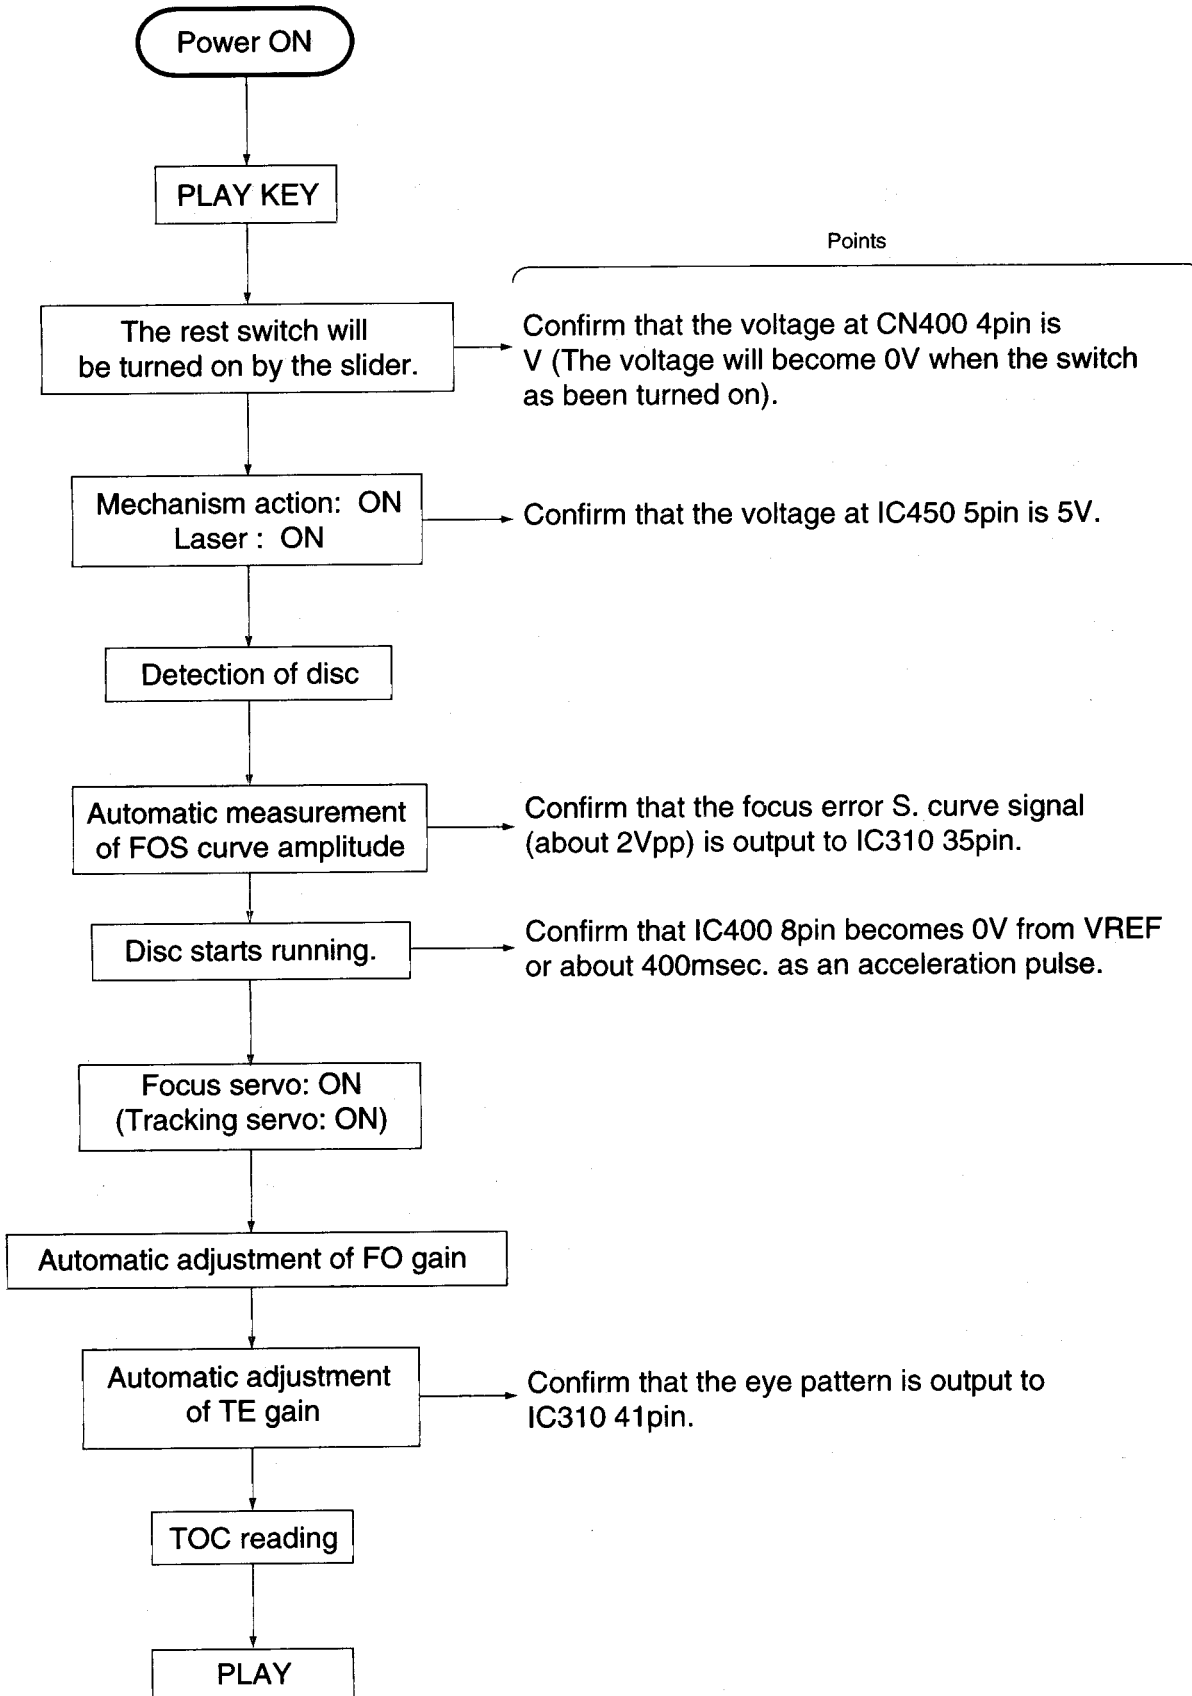 Power ON
PLAY KEY
Points
The rest switch will
be turned on by the slider.
Confirm that the voltage at CN400 4pin is
V (The voltage will become 0V when the switch
as been turned on).
Mechanism action: ON
Laser : ON
Confirm that the voltage at IC450 5pin is 5V.
Detection of disc
Automatic measurement
of FOS curve amplitude
Confirm that the focus error S. curve signal
(about 2Vpp) is output to IC310 35pin.
Disc starts running.
Confirm that IC400 8pin becomes 0V from VREF
or about 400msec. as an acceleration pulse.
Focus servo: ON
(Tracking servo: ON)
Automatic adjustment of FO gain
Automatic adjustment
of TE gain
Confirm that the eye pattern is output to
IC310 41pin.
TOC reading
PLAY